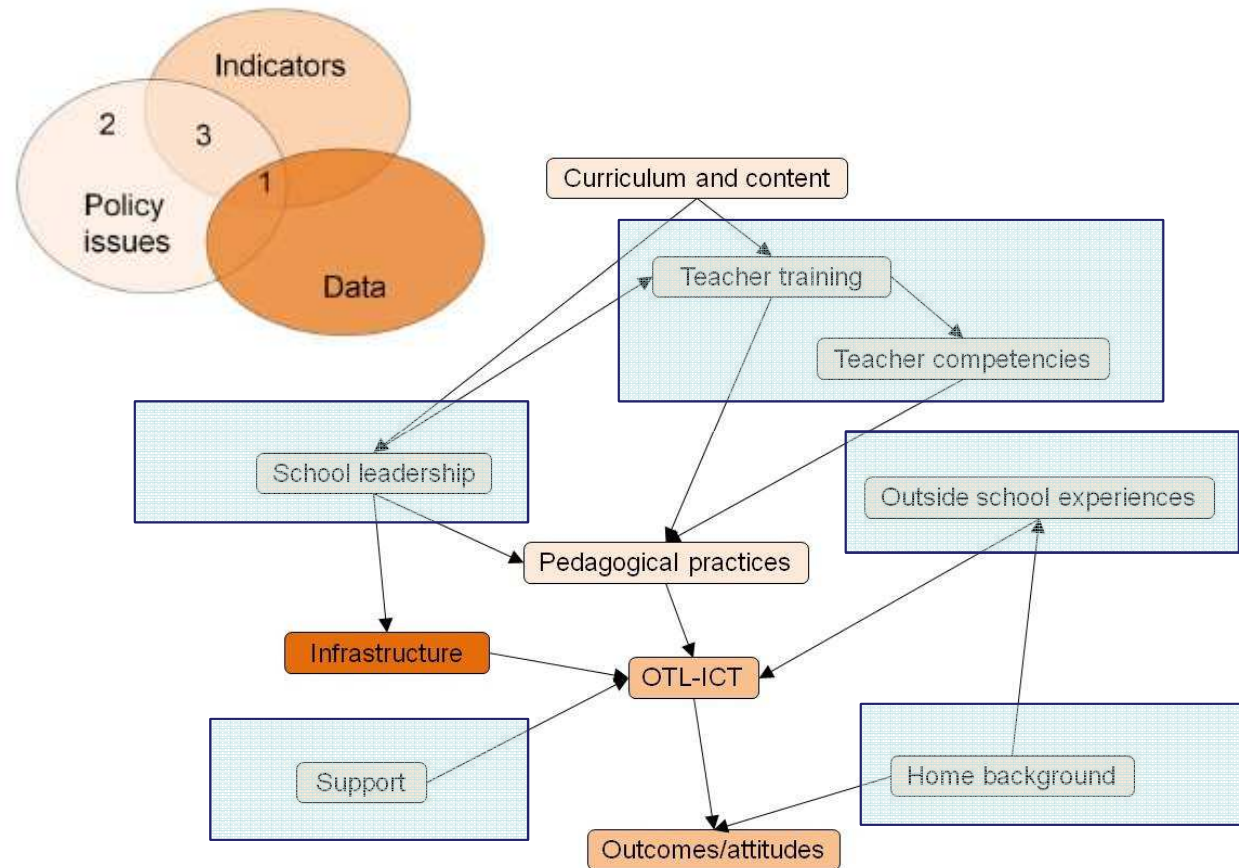 Indicators
2
3
1
Policy
issues
Data
Curriculum and content
Teacher training
Teacher competencies
School leadership
Outside school experiences
Pedagogical practices
Infrastructure
OTL-ICT
Support
Home background
Outcomes/attitudes